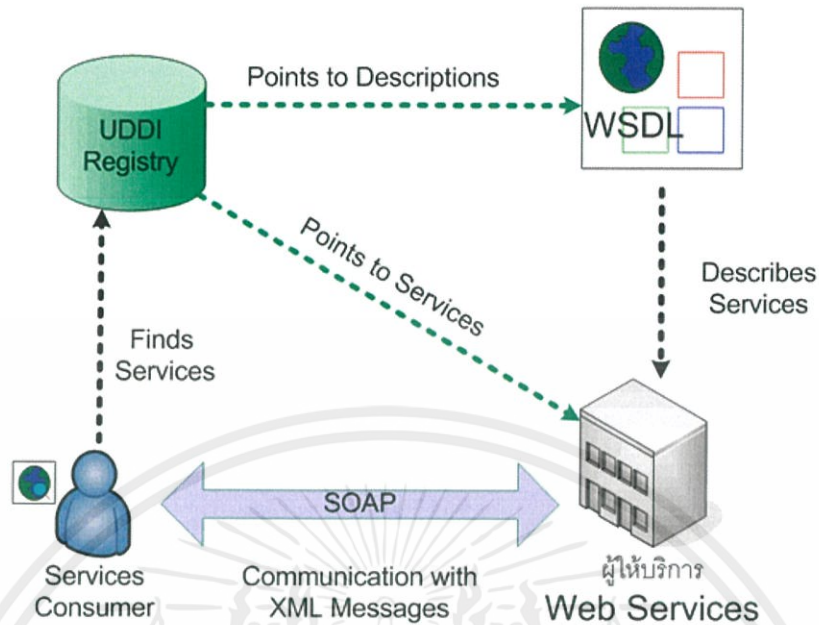 Points to Descriptions
UDDI
Registry
WSDL
Points to Services
Describes
Services
Finds
Services
SOAP
Services
Consumer
Communication with
XML Messages
ผู้ให้บริการ
Web Services